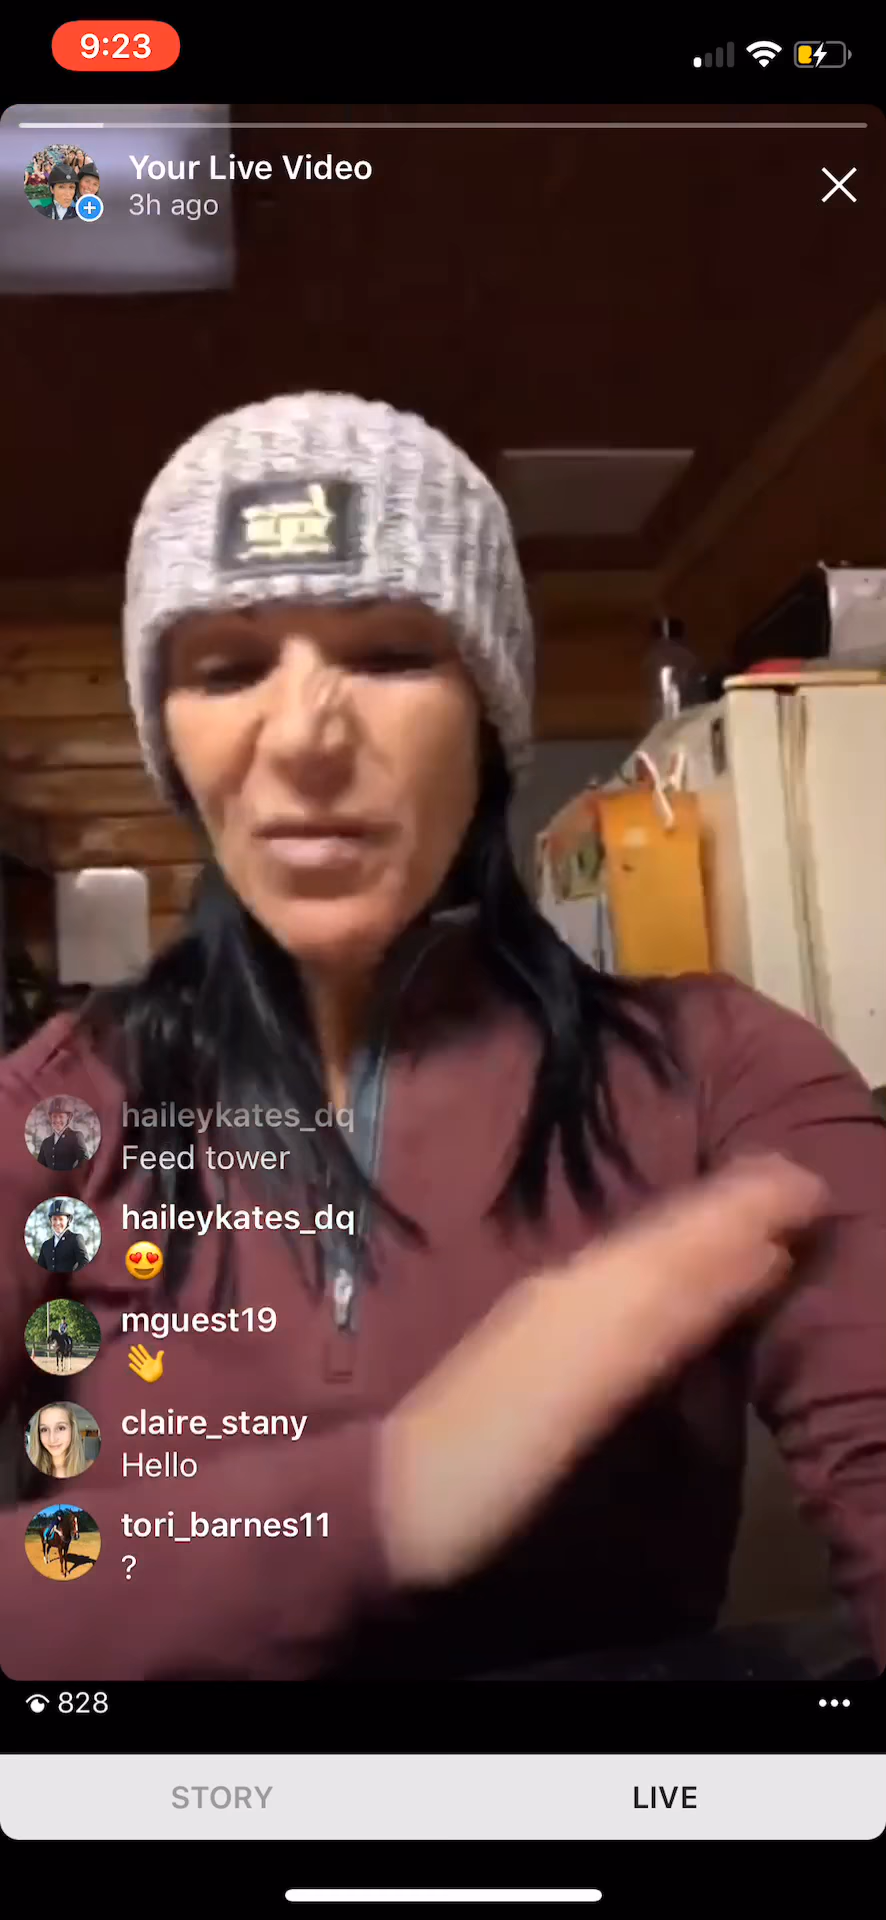 9:23
Your Live Video
3h ago
haileykates_dq
Feed tower
haileykates_dq
😍
mguest19
👋
claire_stany
Hello
tori_barnes11
?
828
STORY
LIVE